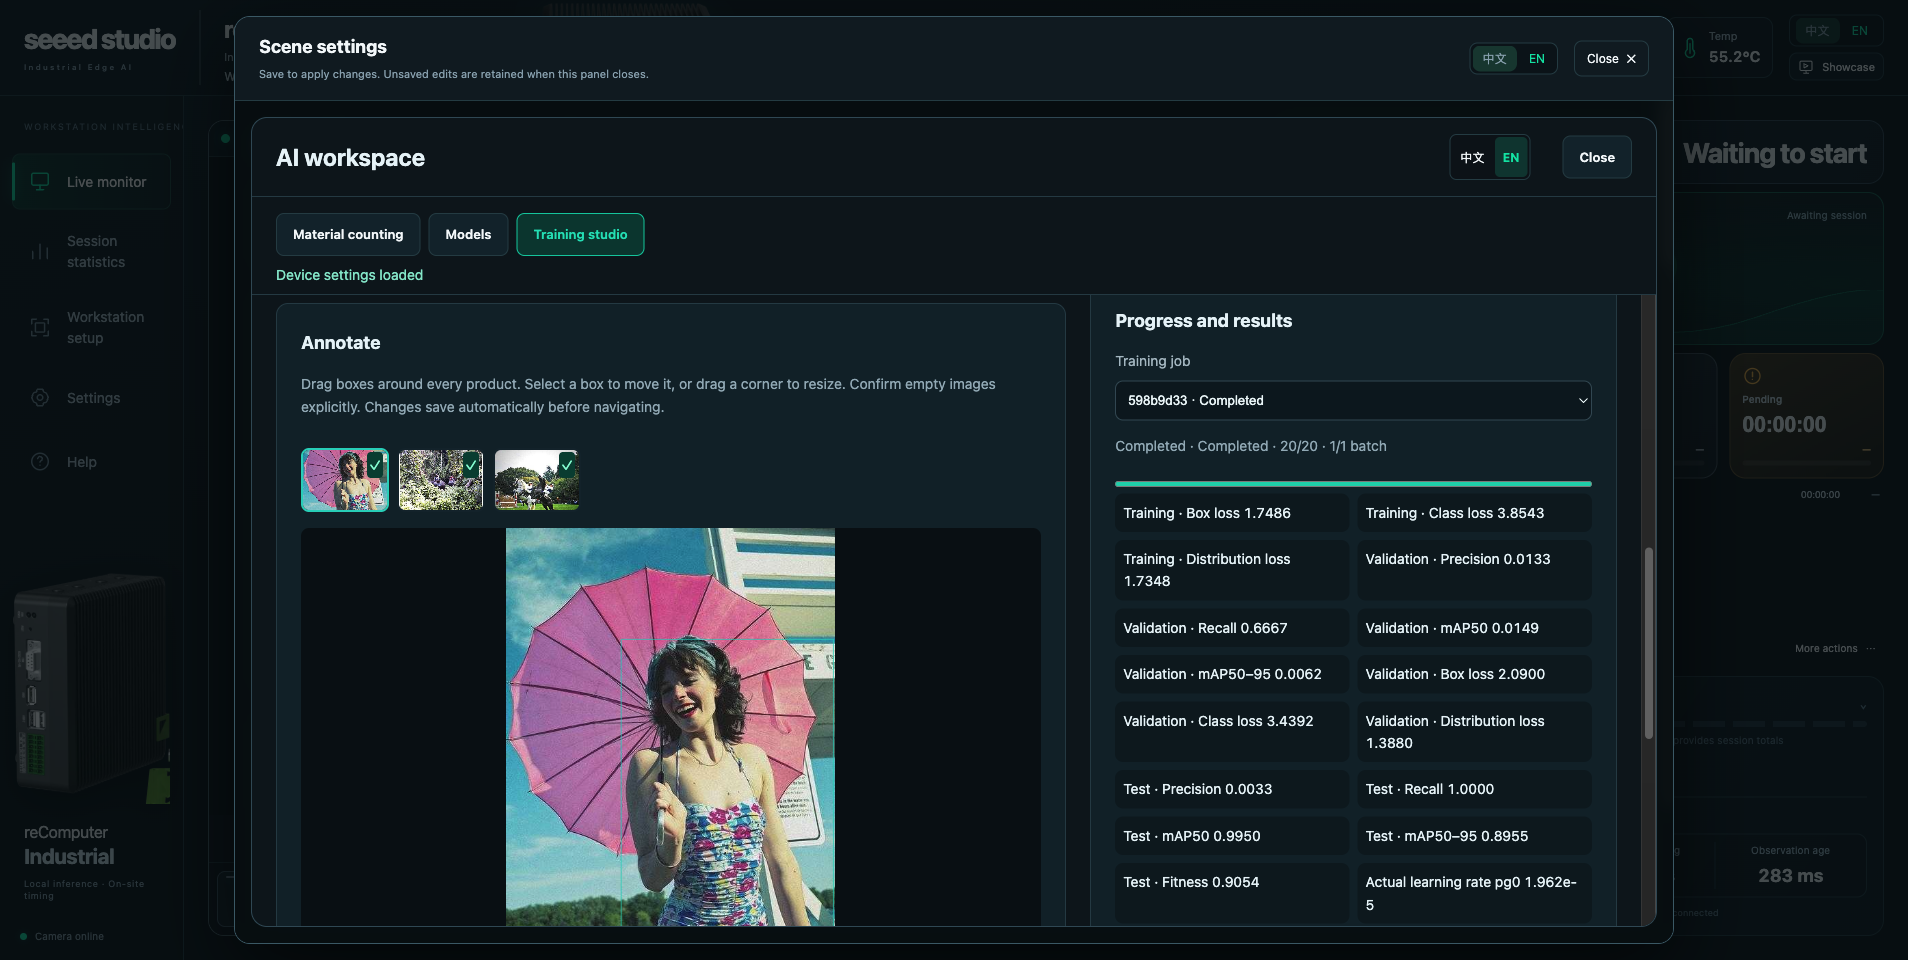 seeed studio
Industrial Edge AI
WORKSTATION INTELLIGEN
Live monitor
Session
statistics
Workstation
setup
Settings
Help
reComputer
Industrial
Local inference · On-site
timing
Camera online
Scene settings
Save to apply changes. Unsaved edits are retained when this panel closes.
中文 EN
Close ×
AI workspace
中文 EN
Close
Material counting
Models
Training studio
Device settings loaded
Annotate
Drag boxes around every product. Select a box to move it, or drag a corner to resize. Confirm empty images
explicitly. Changes save automatically before navigating.
Progress and results
Training job
598b9d33 · Completed
Completed · Completed · 20/20 · 1/1 batch
Training · Box loss 1.7486
Training · Class loss 3.8543
Training · Distribution loss
1.7348
Validation · Precision 0.0133
Validation · Recall 0.6667
Validation · mAP50 0.0149
Validation · mAP50–95 0.0062
Validation · Box loss 2.0900
Validation · Class loss 3.4392
Validation · Distribution loss
1.3880
Test · Precision 0.0033
Test · Recall 1.0000
Test · mAP50 0.9950
Test · mAP50–95 0.8955
Test · Fitness 0.9054
Actual learning rate pg0 1.962e-
5
Temp
55.2°C
中文 EN
Showcase
Waiting to start
Awaiting session
Pending
00:00:00
00:00:00
More actions ···
provides session totals
Observation age
283 ms
connected